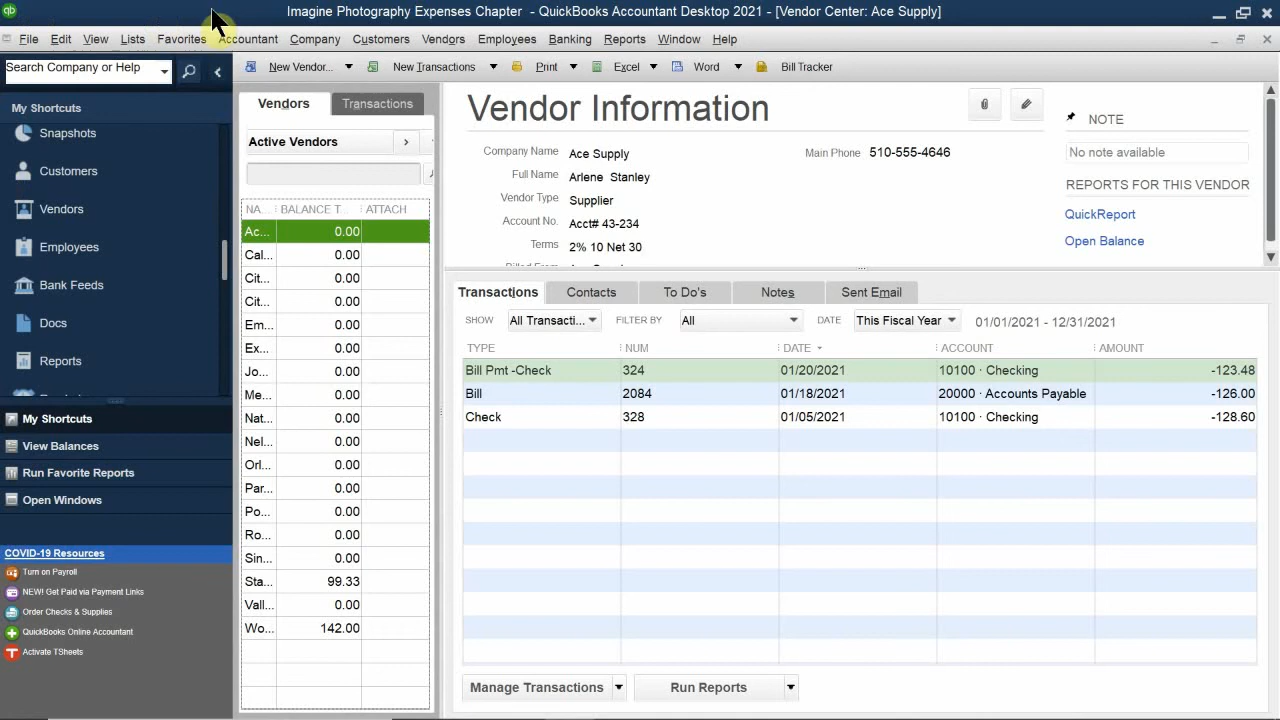 Imagine Photography Expenses Chapter - QuickBooks Accountant Desktop 2021 - [Vendor Center: Ace Supply]
File Edit View Lists Favorites Accountant Company Customers Vendors Employees Banking Reports Window Help
Search Company or Help
New Vendor... New Transactions Print Excel Word Bill Tracker
My Shortcuts
Snapshots
Customers
Vendors
Employees
Bank Feeds
Docs
Reports
My Shortcuts
View Balances
Run Favorite Reports
Open Windows
COVID-19 Resources
Turn on Payroll
NEW! Get Paid via Payment Links
Order Checks & Supplies
QuickBooks Online Accountant
Activate TSheets
Vendors Transactions
Active Vendors
NA... BALANCE T... ATTACH
Ac... 0.00
Cal... 0.00
Cit... 0.00
Cit... 0.00
Em... 0.00
Ex... 0.00
Jo... 0.00
Me... 0.00
Nat... 0.00
Nel... 0.00
Orl... 0.00
Par... 0.00
Po... 0.00
Ro... 0.00
Sin... 0.00
Sta... 99.33
Vall... 0.00
Wo... 142.00
Vendor Information
Company Name Ace Supply
Full Name Arlene Stanley
Vendor Type Supplier
Account No. Acct# 43-234
Terms 2% 10 Net 30
Main Phone 510-555-4646
NOTE
No note available
REPORTS FOR THIS VENDOR
QuickReport
Open Balance
Transactions Contacts To Do's Notes Sent Email
SHOW All Transacti... FILTER BY All DATE This Fiscal Year 01/01/2021 - 12/31/2021
TYPE NUM DATE ACCOUNT AMOUNT
Bill Pmt -Check 324 01/20/2021 10100 · Checking -123.48
Bill 2084 01/18/2021 20000 · Accounts Payable -126.00
Check 328 01/05/2021 10100 · Checking -128.60
Manage Transactions Run Reports